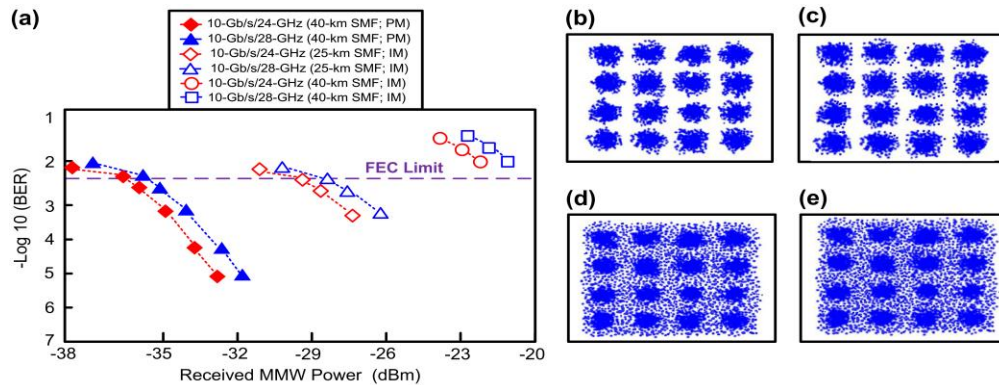 (a)
10-Gb/s/24-GHz (40-km SMF; PM)
10-Gb/s/28-GHz (40-km SMF; PM)
10-Gb/s/24-GHz (25-km SMF; IM)
10-Gb/s/28-GHz (25-km SMF; IM)
10-Gb/s/24-GHz (40-km SMF; IM)
10-Gb/s/28-GHz (40-km SMF; IM)
-Log 10 (BER)
1
2
3
4
5
6
7
FEC Limit
-38 -35 -32 -29 -26 -23 -20
Received MMW Power (dBm)
(b)
(c)
(d)
(e)